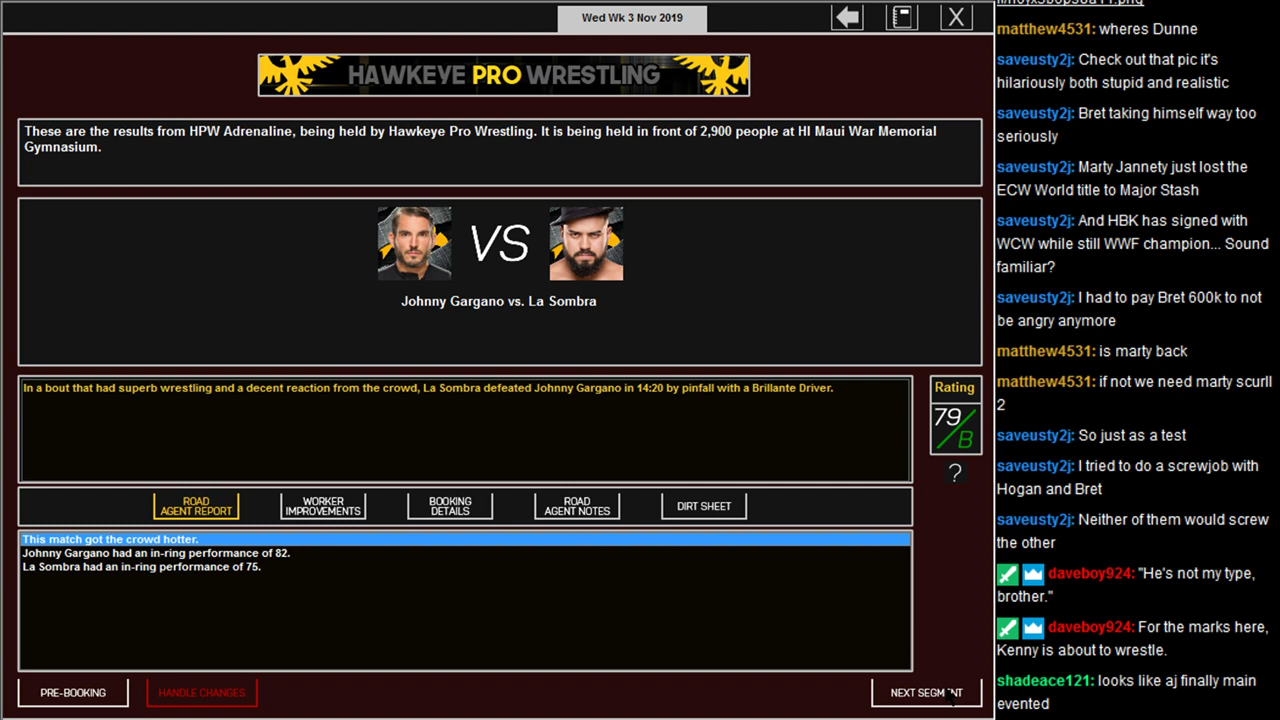 Wed Wk 3 Nov 2019
X
HAWKEYE PRO WRESTLING
These are the results from HPW Adrenaline, being held by Hawkeye Pro Wrestling. It is being held in front of 2,900 people at HI Maui War Memorial
Gymnasium.
VS
Johnny Gargano vs. La Sombra
In a bout that had superb wrestling and a decent reaction from the crowd, La Sombra defeated Johnny Gargano in 14:20 by pinfall with a Brillante Driver.
Rating
79/B
?
ROAD
AGENT REPORT
WORKER
IMPROVEMENTS
BOOKING
DETAILS
ROAD
AGENT NOTES
DIRT SHEET
This match got the crowd hotter.
Johnny Gargano had an in-ring performance of 82.
La Sombra had an in-ring performance of 75.
PRE-BOOKING
HANDLE CHANGES
NEXT SEGMENT
matthew4531: wheres Dunne
saveusty2j: Check out that pic it's
hilariously both stupid and realistic
saveusty2j: Bret taking himself way too
seriously
saveusty2j: Marty Jannety just lost the
ECW World title to Major Stash
saveusty2j: And HBK has signed with
WCW while still WWF champion... Sound
familiar?
saveusty2j: I had to pay Bret 600k to not
be angry anymore
matthew4531: is marty back
matthew4531: if not we need marty scurll
2
saveusty2j: So just as a test
saveusty2j: I tried to do a screwjob with
Hogan and Bret
saveusty2j: Neither of them would screw
the other
daveboy924: "He's not my type,
brother."
daveboy924: For the marks here,
Kenny is about to wrestle.
shadeace121: looks like aj finally main
evented